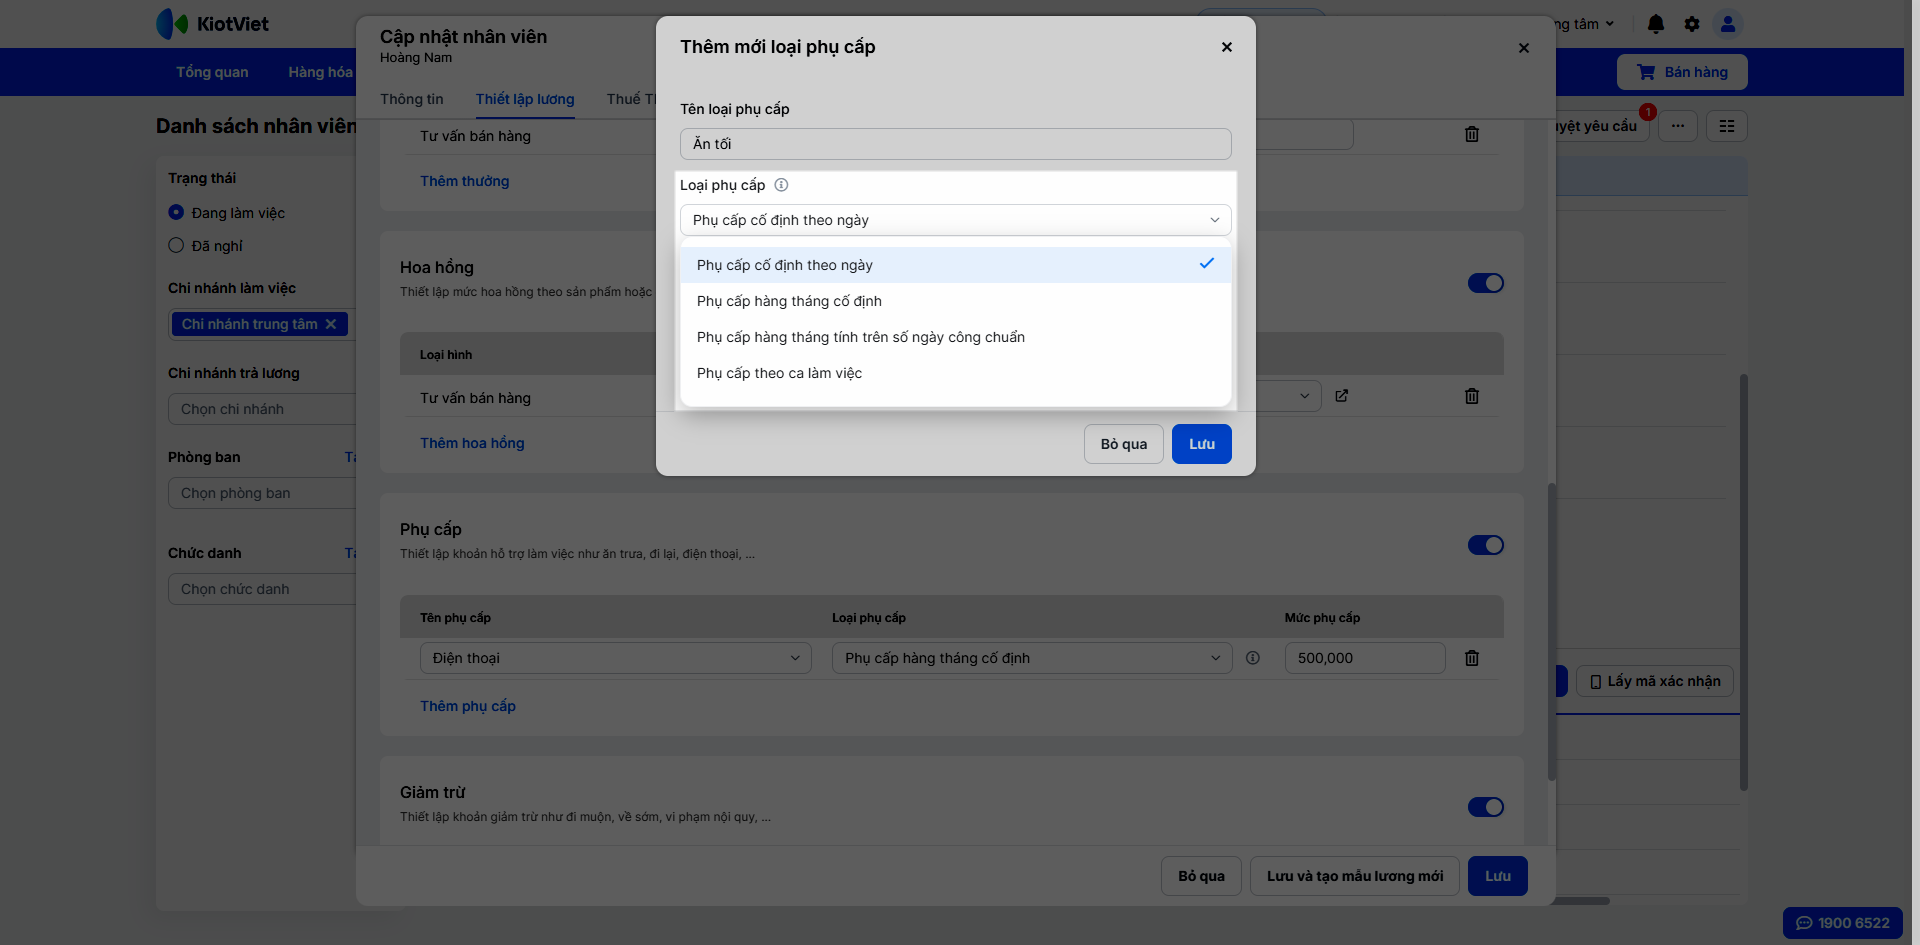 KiotViet
ng tâm
Tổng quan
Hàng hóa
Bán hàng
Danh sách nhân viên
yệt yêu cầu
1
Trạng thái
Đang làm việc
Đã nghỉ
Chi nhánh làm việc
Chi nhánh trung tâm
Chi nhánh trả lương
Chọn chi nhánh
Phòng ban
Chọn phòng ban
Chức danh
Chọn chức danh
Cập nhật nhân viên
Hoàng Nam
Thông tin
Thiết lập lương
Thuế
Tư vấn bán hàng
Thêm thưởng
Hoa hồng
Thiết lập mức hoa hồng theo sản phẩm hoặc
Loại hình
Tư vấn bán hàng
Thêm hoa hồng
Phụ cấp
Thiết lập khoản hỗ trợ làm việc như ăn trưa, đi lại, điện thoại, ...
Tên phụ cấp
Loại phụ cấp
Mức phụ cấp
Điện thoại
Phụ cấp hàng tháng cố định
500,000
Thêm phụ cấp
Giảm trừ
Thiết lập khoản giảm trừ như đi muộn, về sớm, vi phạm nội quy, ...
Bỏ qua
Lưu và tạo mẫu lương mới
Lưu
Thêm mới loại phụ cấp
Tên loại phụ cấp
Ăn tối
Loại phụ cấp
Phụ cấp cố định theo ngày
Phụ cấp cố định theo ngày
Phụ cấp hàng tháng cố định
Phụ cấp hàng tháng tính trên số ngày công chuẩn
Phụ cấp theo ca làm việc
Bỏ qua
Lưu
Lấy mã xác nhận
1900 6522